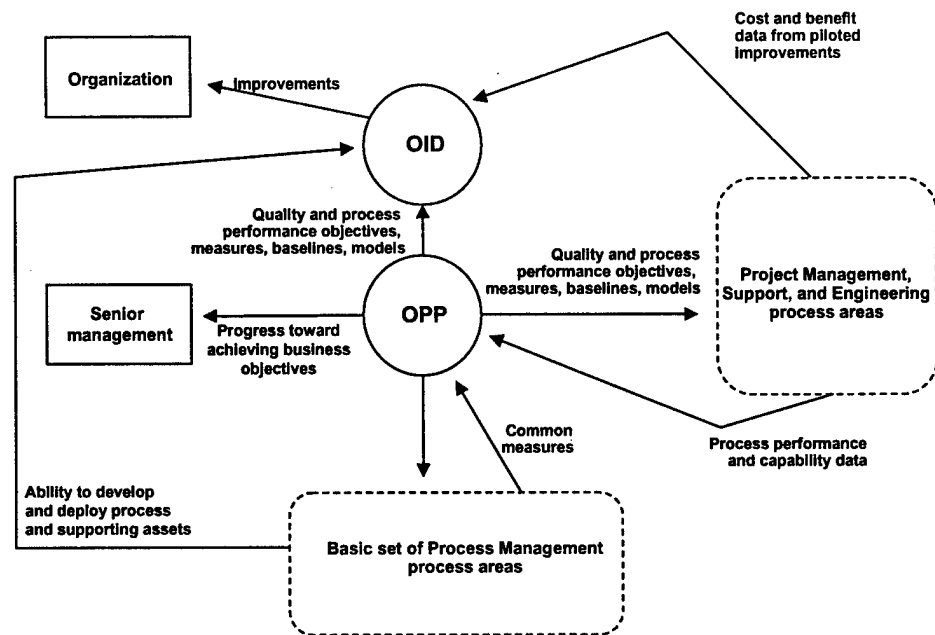 Cost and benefit
data from piloted
improvements
Organization
Improvements
OID
Quality and process
performance objectives,
measures, baselines, models
Quality and process
performance objectives,
measures, baselines, models
Project Management,
Support, and Engineering
process areas
Senior
management
OPP
Progress toward
achieving business
objectives
Common
measures
Process performance
and capability data
Ability to develop
and deploy process
and supporting assets
Basic set of Process Management
process areas